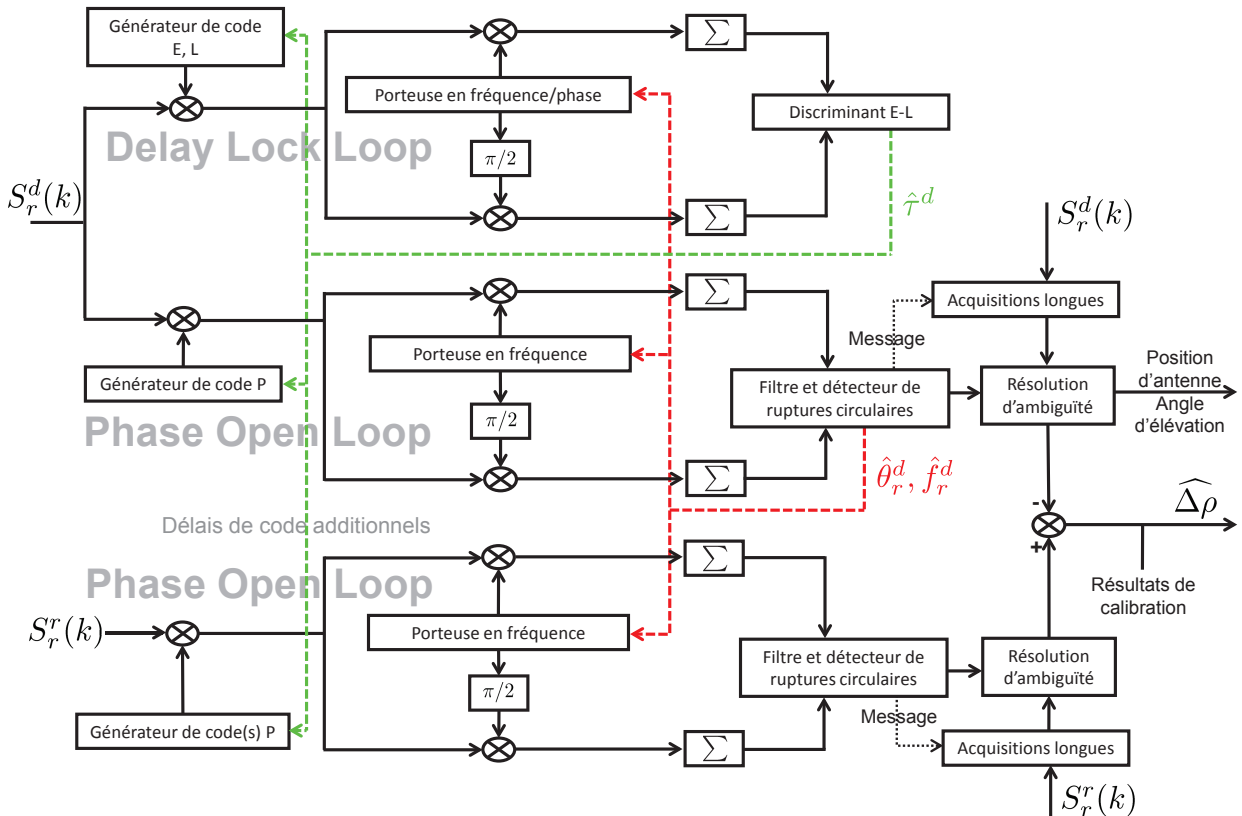 Générateur de code
E, L
Porteuse en fréquence/phase
π/2
∑
∑
Discriminant E-L
Delay Lock Loop
S_r^d(k)
τ̂^d
S_r^d(k)
Générateur de code P
Porteuse en fréquence
π/2
∑
∑
Phase Open Loop
Message
Acquisitions longues
Filtre et détecteur de
ruptures circulaires
Résolution
d'ambiguïté
Position
d'antenne
Angle
d'élévation
θ̂_r^d, f̂_r^d
-
+
Δρ̂
Résultats de
calibration
Délais de code additionnels
Phase Open Loop
S_r^r(k)
Générateur de code(s) P
Porteuse en fréquence
π/2
∑
∑
Filtre et détecteur de
ruptures circulaires
Résolution
d'ambiguïté
Message
Acquisitions longues
S_r^r(k)